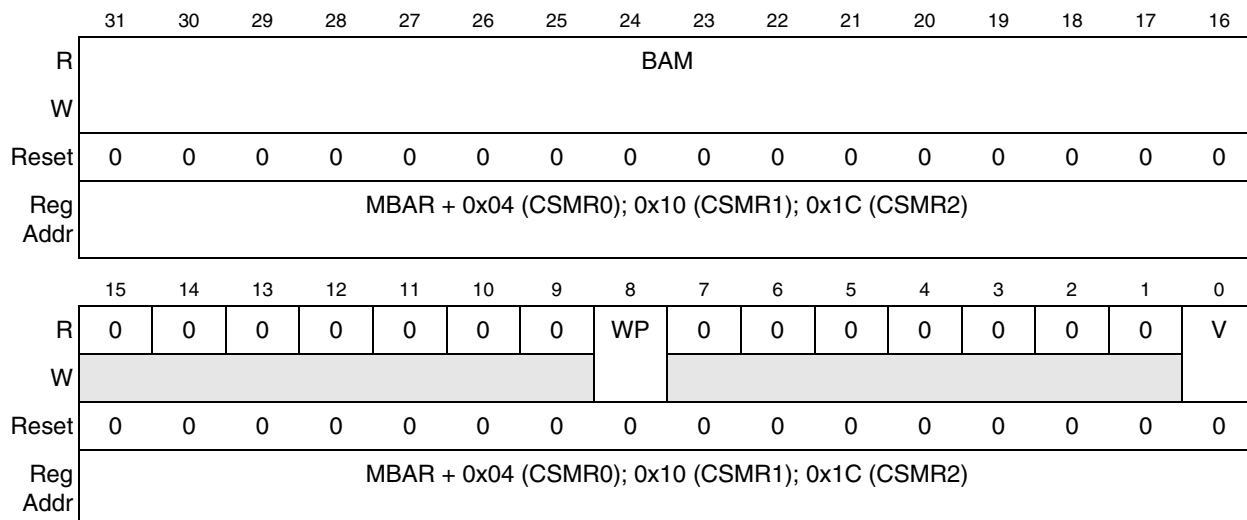 31 30 29 28 27 26 25 24 23 22 21 20 19 18 17 16
R BAM
W
Reset 0 0 0 0 0 0 0 0 0 0 0 0 0 0 0 0
Reg MBAR + 0x04 (CSMR0); 0x10 (CSMR1); 0x1C (CSMR2)
Addr
15 14 13 12 11 10 9 8 7 6 5 4 3 2 1 0
R 0 0 0 0 0 0 0 WP 0 0 0 0 0 0 0 V
W
Reset 0 0 0 0 0 0 0 0 0 0 0 0 0 0 0 0
Reg MBAR + 0x04 (CSMR0); 0x10 (CSMR1); 0x1C (CSMR2)
Addr